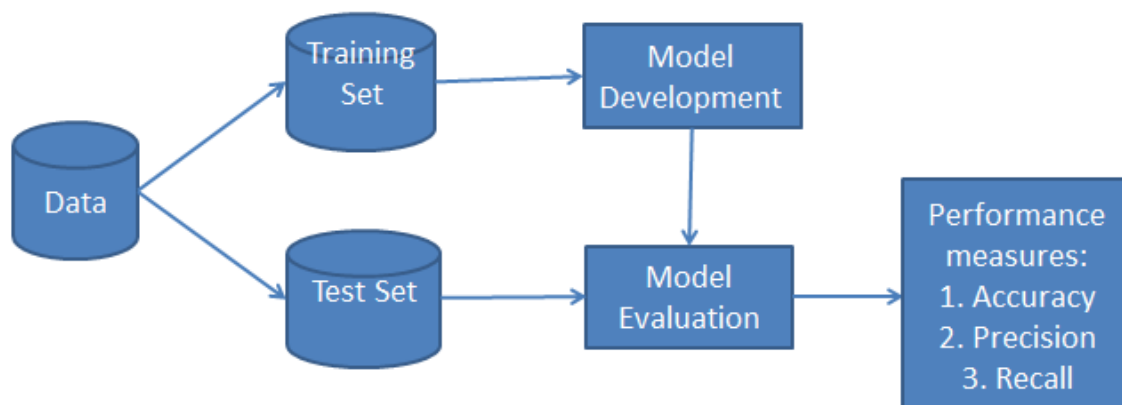 Data
Training
Set
Test Set
Model
Development
Model
Evaluation
Performance
measures:
1. Accuracy
2. Precision
3. Recall